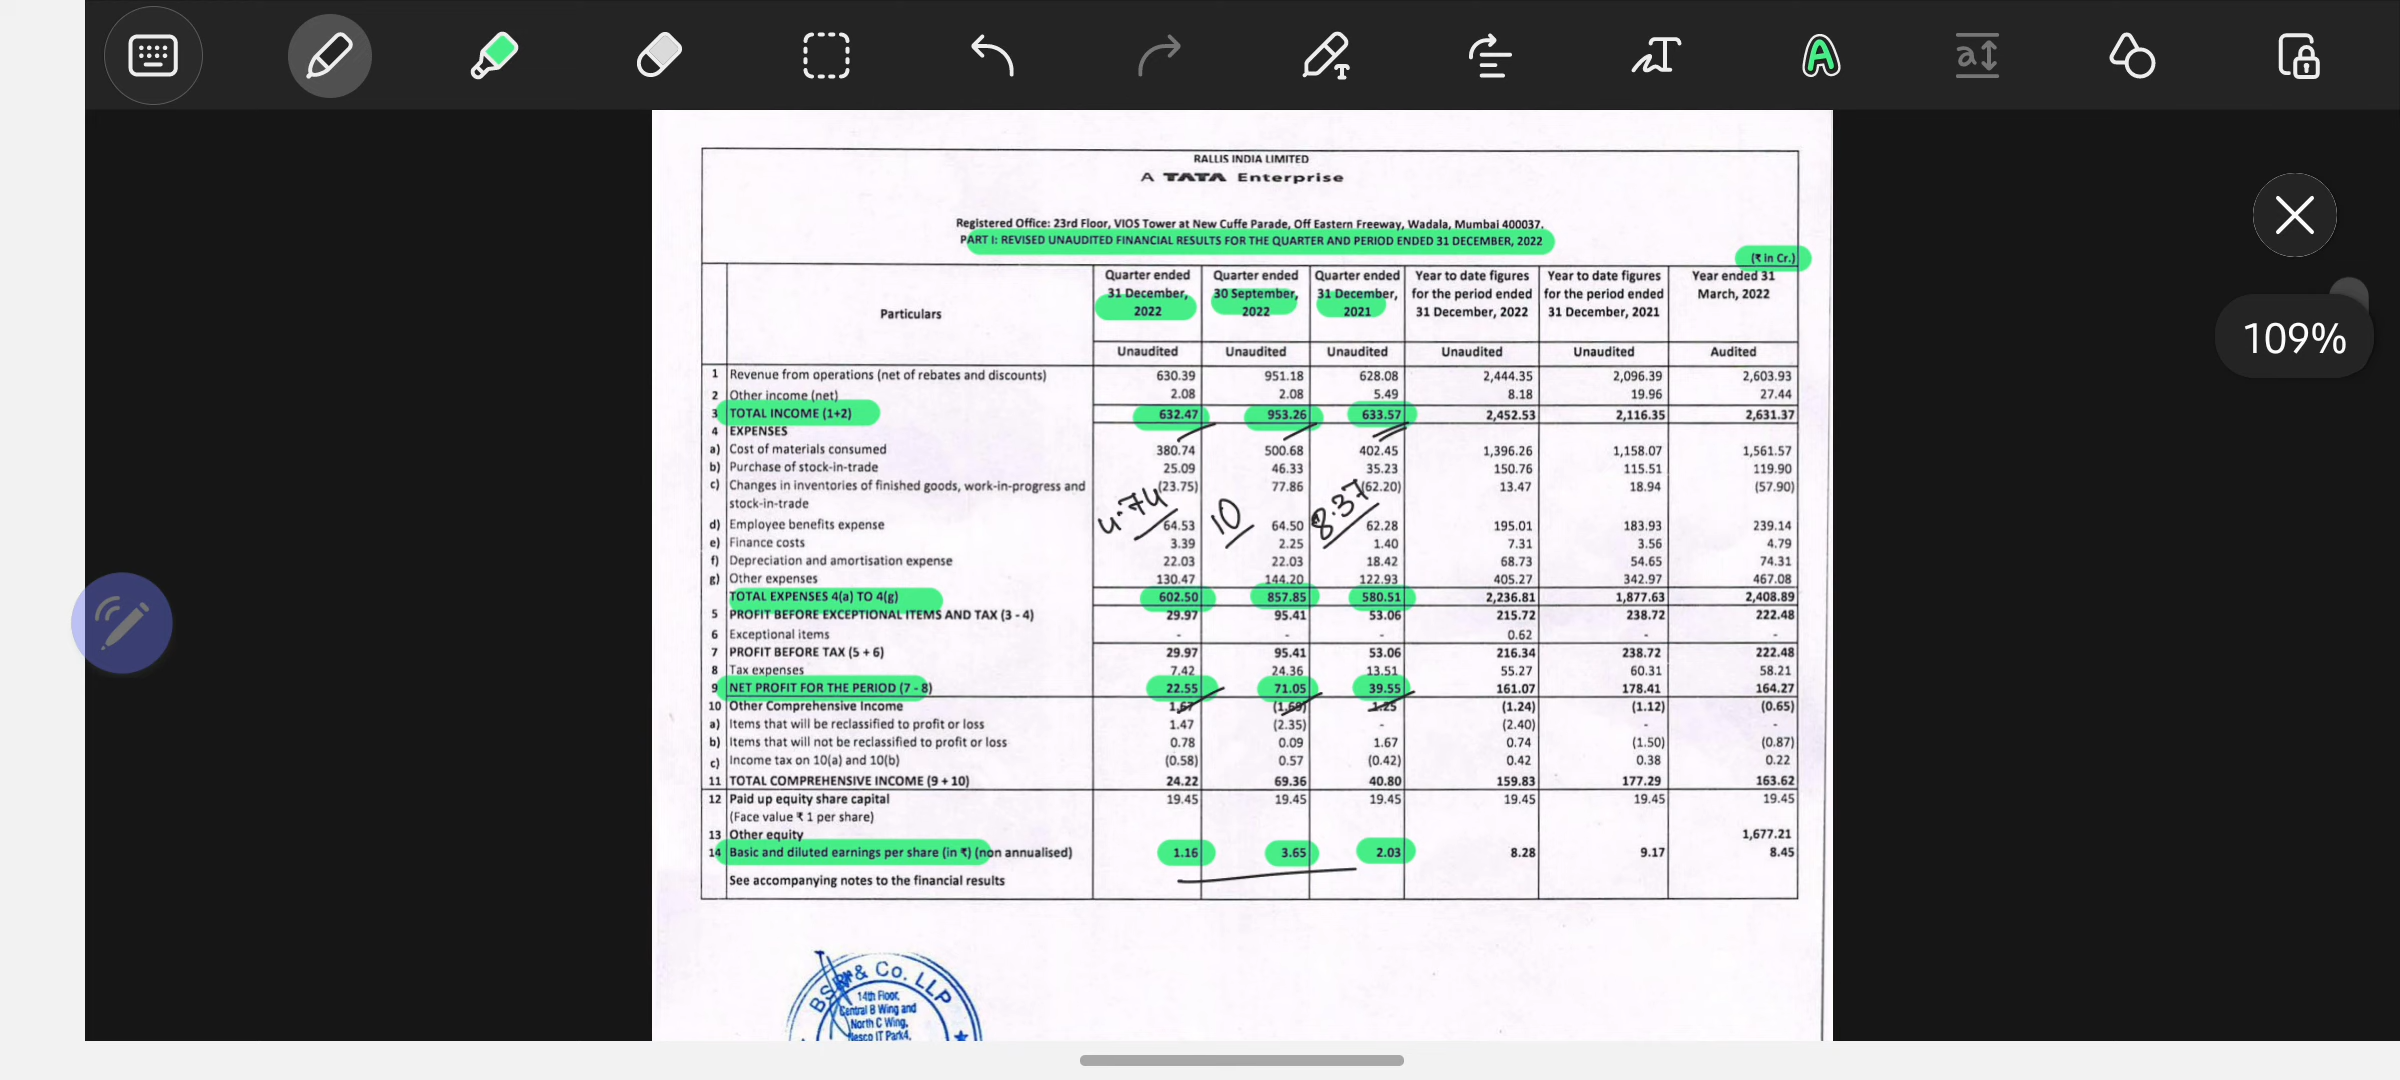 109%
RALLIS INDIA LIMITED
A TATA Enterprise
Registered Office: 23rd Floor, VIOS Tower at New Cuffe Parade, Off Eastern Freeway, Wadala, Mumbai 400037.
PART I: REVISED UNAUDITED FINANCIAL RESULTS FOR THE QUARTER AND PERIOD ENDED 31 DECEMBER, 2022
(₹ in Cr.)
Particulars Quarter ended 31 December, 2022 Quarter ended 30 September, 2022 Quarter ended 31 December, 2021 Year to date figures for the period ended 31 December, 2022 Year to date figures for the period ended 31 December, 2021 Year ended 31 March, 2022
Unaudited Unaudited Unaudited Unaudited Unaudited Audited
1 Revenue from operations (net of rebates and discounts) 630.39 951.18 628.08 2,444.35 2,096.39 2,603.93
2 Other income (net) 2.08 2.08 5.49 8.18 19.96 27.44
3 TOTAL INCOME (1+2) 632.47 953.26 633.57 2,452.53 2,116.35 2,631.37
4 EXPENSES
a) Cost of materials consumed 380.74 500.68 402.45 1,396.26 1,158.07 1,561.57
b) Purchase of stock-in-trade 25.09 46.33 35.23 150.76 115.51 119.90
c) Changes in inventories of finished goods, work-in-progress and (23.75) 77.86 (62.20) 13.47 18.94 (57.90)
stock-in-trade
4.74 10 8.37
d) Employee benefits expense 64.53 64.50 62.28 195.01 183.93 239.14
e) Finance costs 3.39 2.25 1.40 7.31 3.56 4.79
f) Depreciation and amortisation expense 22.03 22.03 18.42 68.73 54.65 74.31
g) Other expenses 130.47 144.20 122.93 405.27 342.97 467.08
TOTAL EXPENSES 4(a) TO 4(g) 602.50 857.85 580.51 2,236.81 1,877.63 2,408.89
5 PROFIT BEFORE EXCEPTIONAL ITEMS AND TAX (3 - 4) 29.97 95.41 53.06 215.72 238.72 222.48
6 Exceptional items - - - 0.62 - -
7 PROFIT BEFORE TAX (5 + 6) 29.97 95.41 53.06 216.34 238.72 222.48
8 Tax expenses 7.42 24.36 13.51 55.27 60.31 58.21
9 NET PROFIT FOR THE PERIOD (7 - 8) 22.55 71.05 39.55 161.07 178.41 164.27
10 Other Comprehensive Income 1.67 (1.69) 1.25 (1.24) (1.12) (0.65)
a) Items that will be reclassified to profit or loss 1.47 (2.35) - (2.40) - -
b) Items that will not be reclassified to profit or loss 0.78 0.09 1.67 0.74 (1.50) (0.87)
c) Income tax on 10(a) and 10(b) (0.58) 0.57 (0.42) 0.42 0.38 0.22
11 TOTAL COMPREHENSIVE INCOME (9 + 10) 24.22 69.36 40.80 159.83 177.29 163.62
12 Paid up equity share capital 19.45 19.45 19.45 19.45 19.45 19.45
(Face value ₹ 1 per share)
13 Other equity 1,677.21
14 Basic and diluted earnings per share (in ₹) (non annualised) 1.16 3.65 2.03 8.28 9.17 8.45
See accompanying notes to the financial results
& Co. LLP
14th Floor,
Central B Wing and
North C Wing,
Nesco IT Park4,